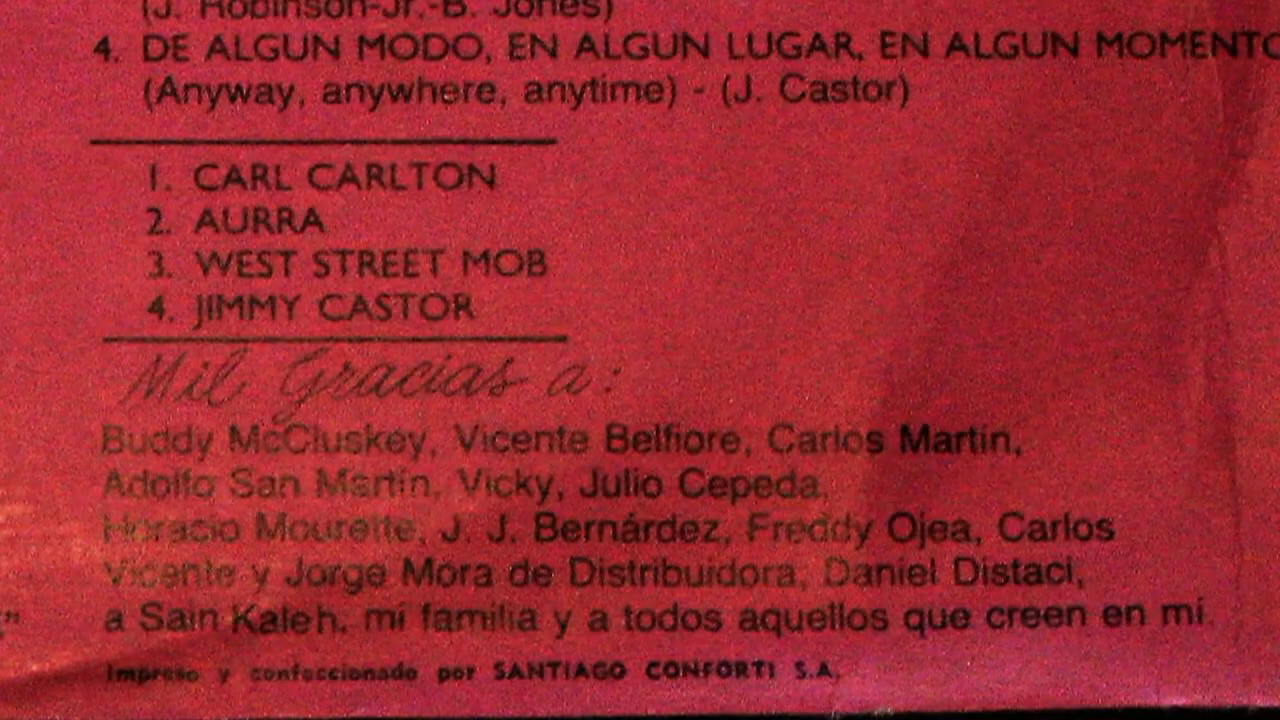 (J. Robinson-Jr.-B. Jones)
4. DE ALGUN MODO, EN ALGUN LUGAR, EN ALGUN MOMENTO
(Anyway, anywhere, anytime) - (J. Castor)
1. CARL CARLTON
2. AURRA
3. WEST STREET MOB
4. JIMMY CASTOR
Mil Gracias a:
Buddy McCluskey, Vicente Belfiore, Carlos Martin,
Adolfo San Martin, Vicky, Julio Cepeda,
Horacio Mourette, J. J. Bernárdez, Freddy Ojea, Carlos
Vicente y Jorge Mora de Distribuidora, Daniel Distaci,
a Sain Kaleh, mi familia y a todos aquellos que creen en mí.
Impreso y confeccionado por SANTIAGO CONFORTI S.A.